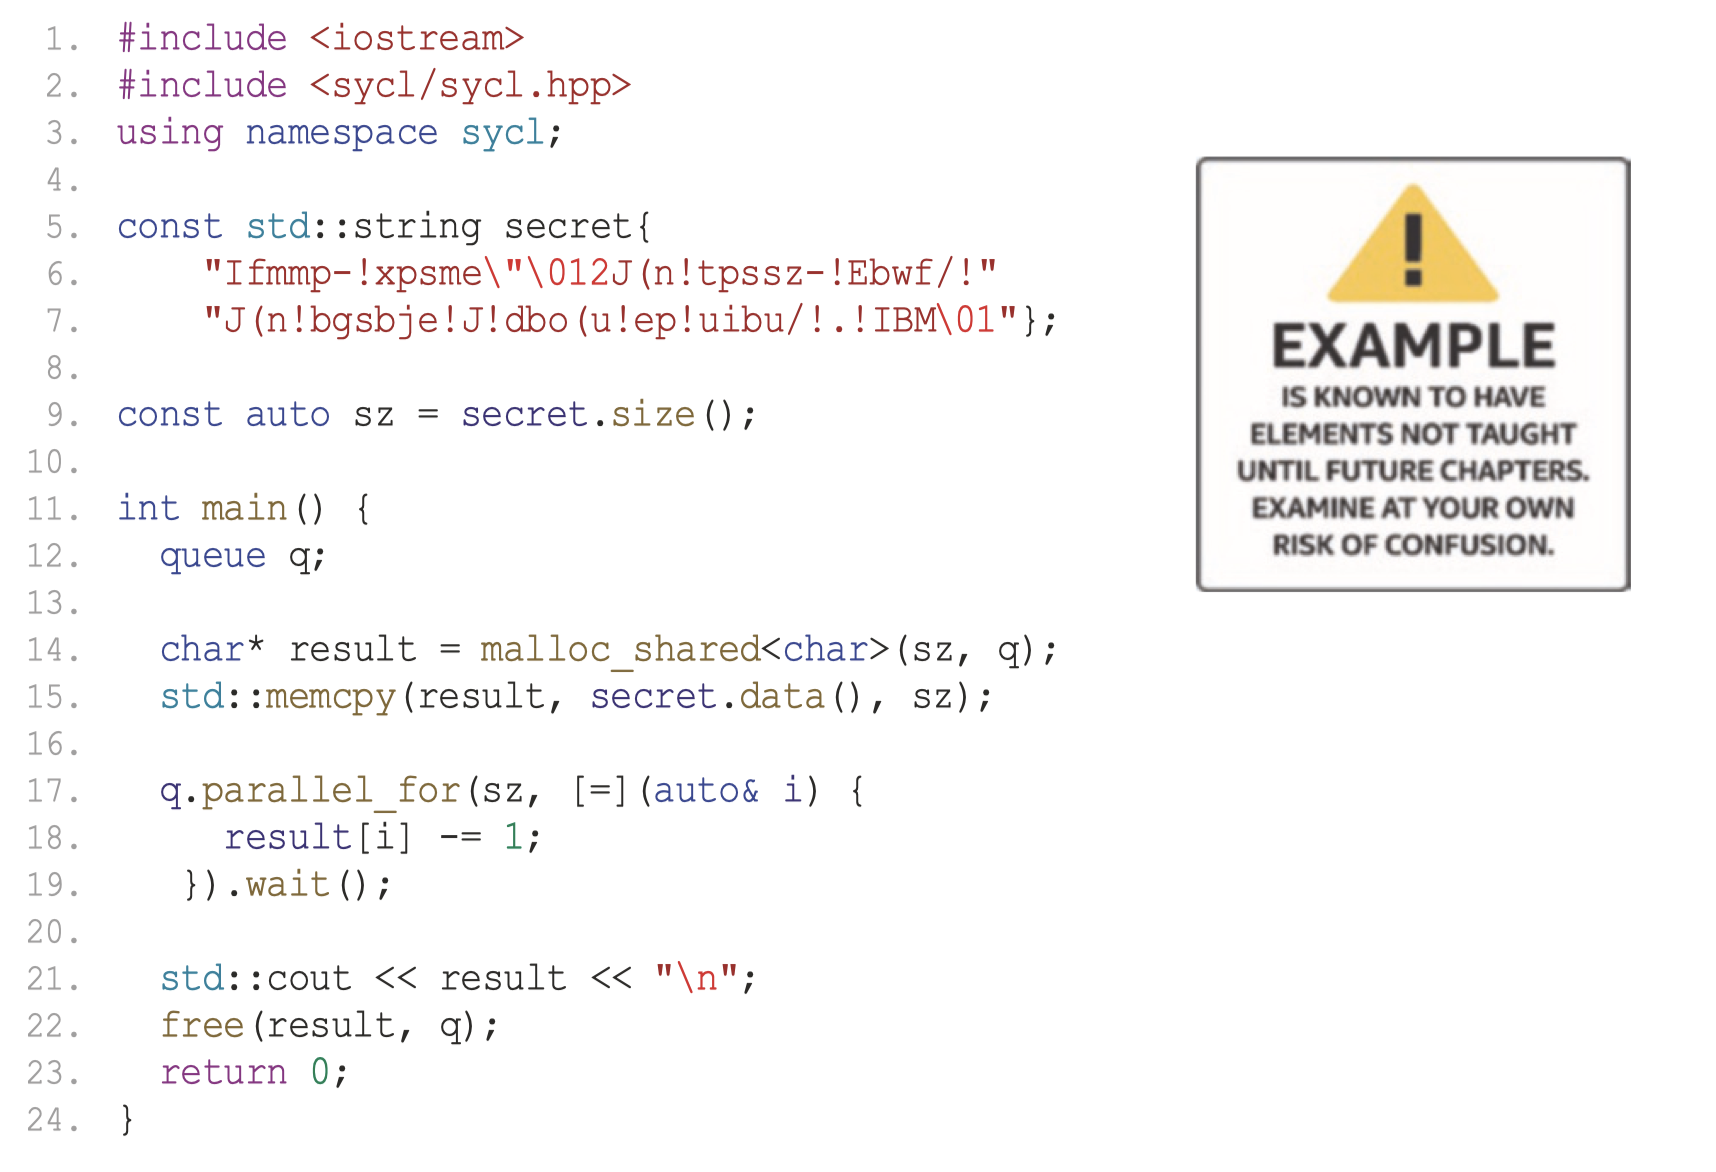 1. #include <iostream>
2. #include <sycl/sycl.hpp>
3. using namespace sycl;
4.
5. const std::string secret{
6.     "Ifmmp-!xpsme\"\012J(n!tpssz-!Ebwf/!"
7.     "J(n!bgsbje!J!dbo(u!ep!uibu/!.!IBM\01"};
8.
9. const auto sz = secret.size();
10.
11. int main() {
12.   queue q;
13.
14.   char* result = malloc_shared<char>(sz, q);
15.   std::memcpy(result, secret.data(), sz);
16.
17.   q.parallel_for(sz, [=](auto& i) {
18.      result[i] -= 1;
19.    }).wait();
20.
21.   std::cout << result << "\n";
22.   free(result, q);
23.   return 0;
24. }
!
EXAMPLE
IS KNOWN TO HAVE
ELEMENTS NOT TAUGHT
UNTIL FUTURE CHAPTERS.
EXAMINE AT YOUR OWN
RISK OF CONFUSION.